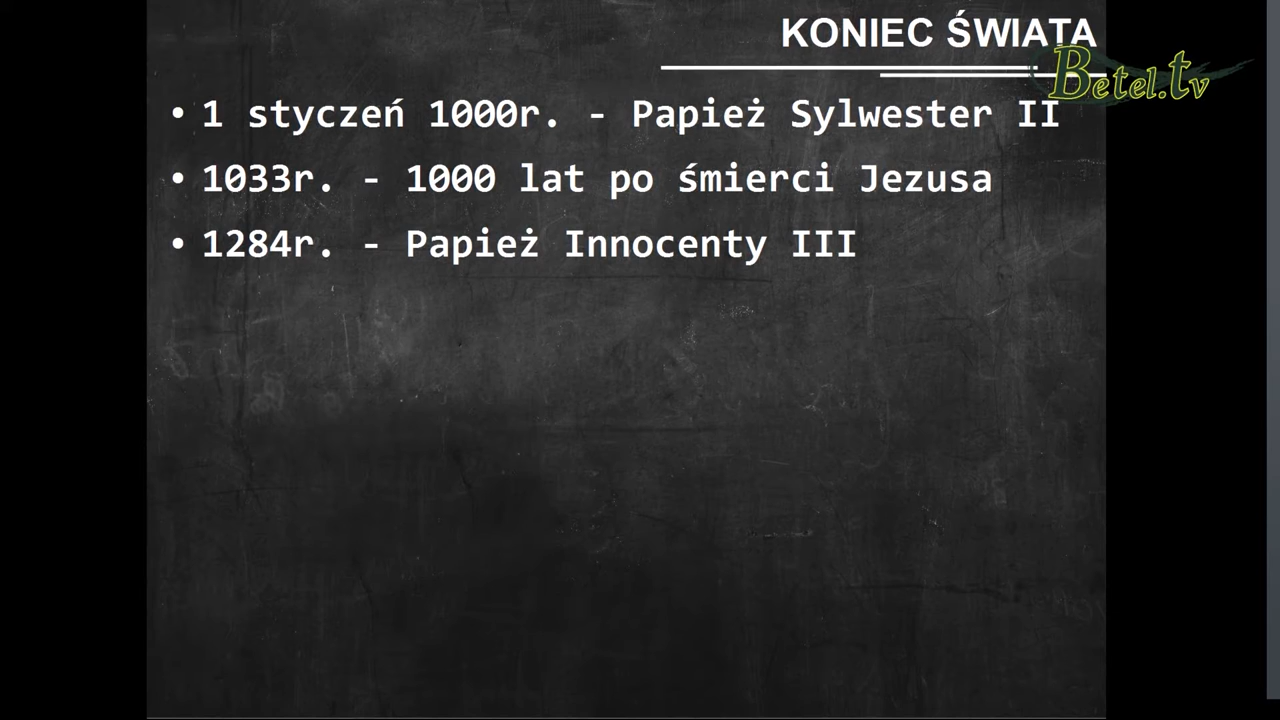 KONIEC ŚWIATA
Betel.tv
• 1 styczeń 1000r. - Papież Sylwester II
• 1033r. - 1000 lat po śmierci Jezusa
• 1284r. - Papież Innocenty III